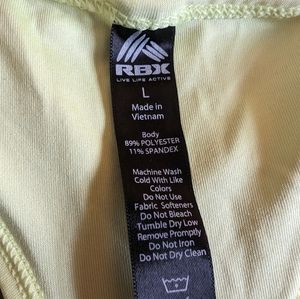 RBX
LIVE LIFE ACTIVE
L
Made in
Vietnam
Body
89% POLYESTER
11% SPANDEX
Machine Wash
Cold With Like
Colors
Do Not Use
Fabric Softeners
Do Not Bleach
Tumble Dry Low
Remove Promptly
Do Not Iron
Do Not Dry Clean